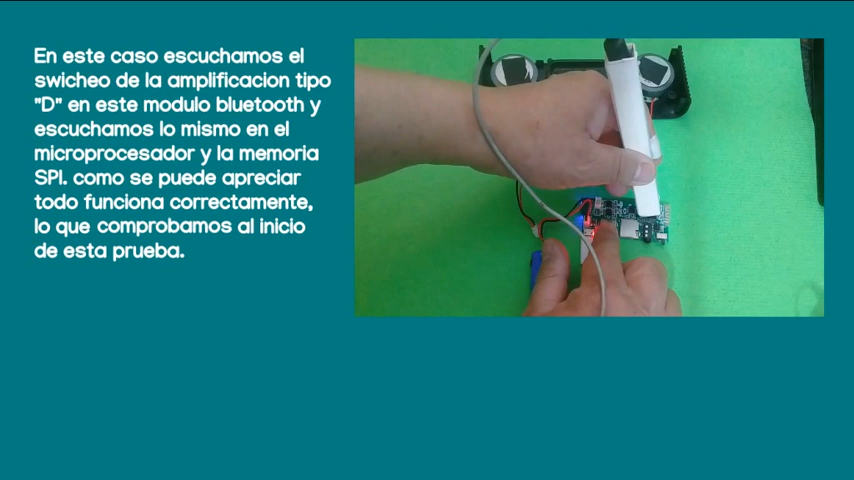 En este caso escuchamos el
swicheo de la amplificacion tipo
"D" en este modulo bluetooth y
escuchamos lo mismo en el
microprocesador y la memoria
SPI. como se puede apreciar
todo funciona correctamente,
lo que comprobamos al inicio
de esta prueba.